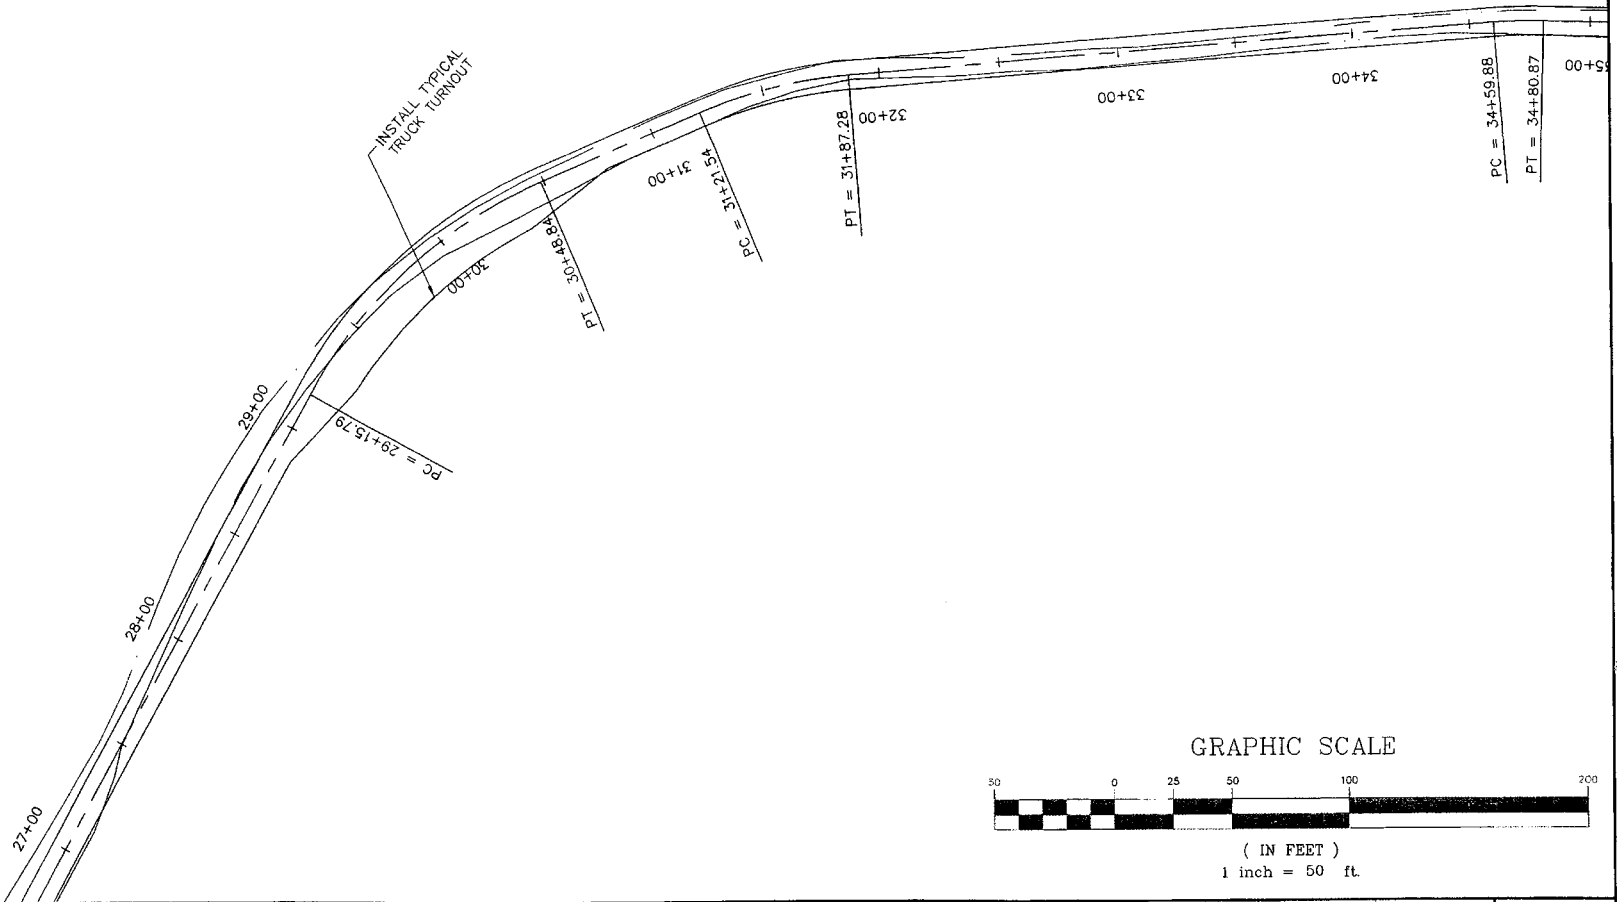 INSTALL TYPICAL
TRUCK TURNOUT
27+00
28+00
29+00
PC = 29+15.79
30+00
PT = 30+48.84
31+00
PC = 31+21.54
PT = 31+87.28
32+00
33+00
34+00
PC = 34+59.88
PT = 34+80.87
GRAPHIC SCALE
50 0 25 50 100 200
( IN FEET )
1 inch = 50 ft.